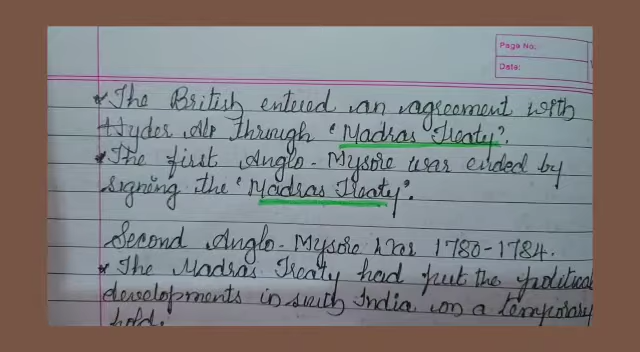 Page No:
Date:
* The British entered in an agreement with
Hyder Ali Through 'Madras Treaty'.
* The first Anglo-Mysore war ended by
signing the 'Madras Treaty'.
Second Anglo-Mysore War 1780-1784.
* The Madras Treaty had put the political
developments in south India on a temporary
hold.